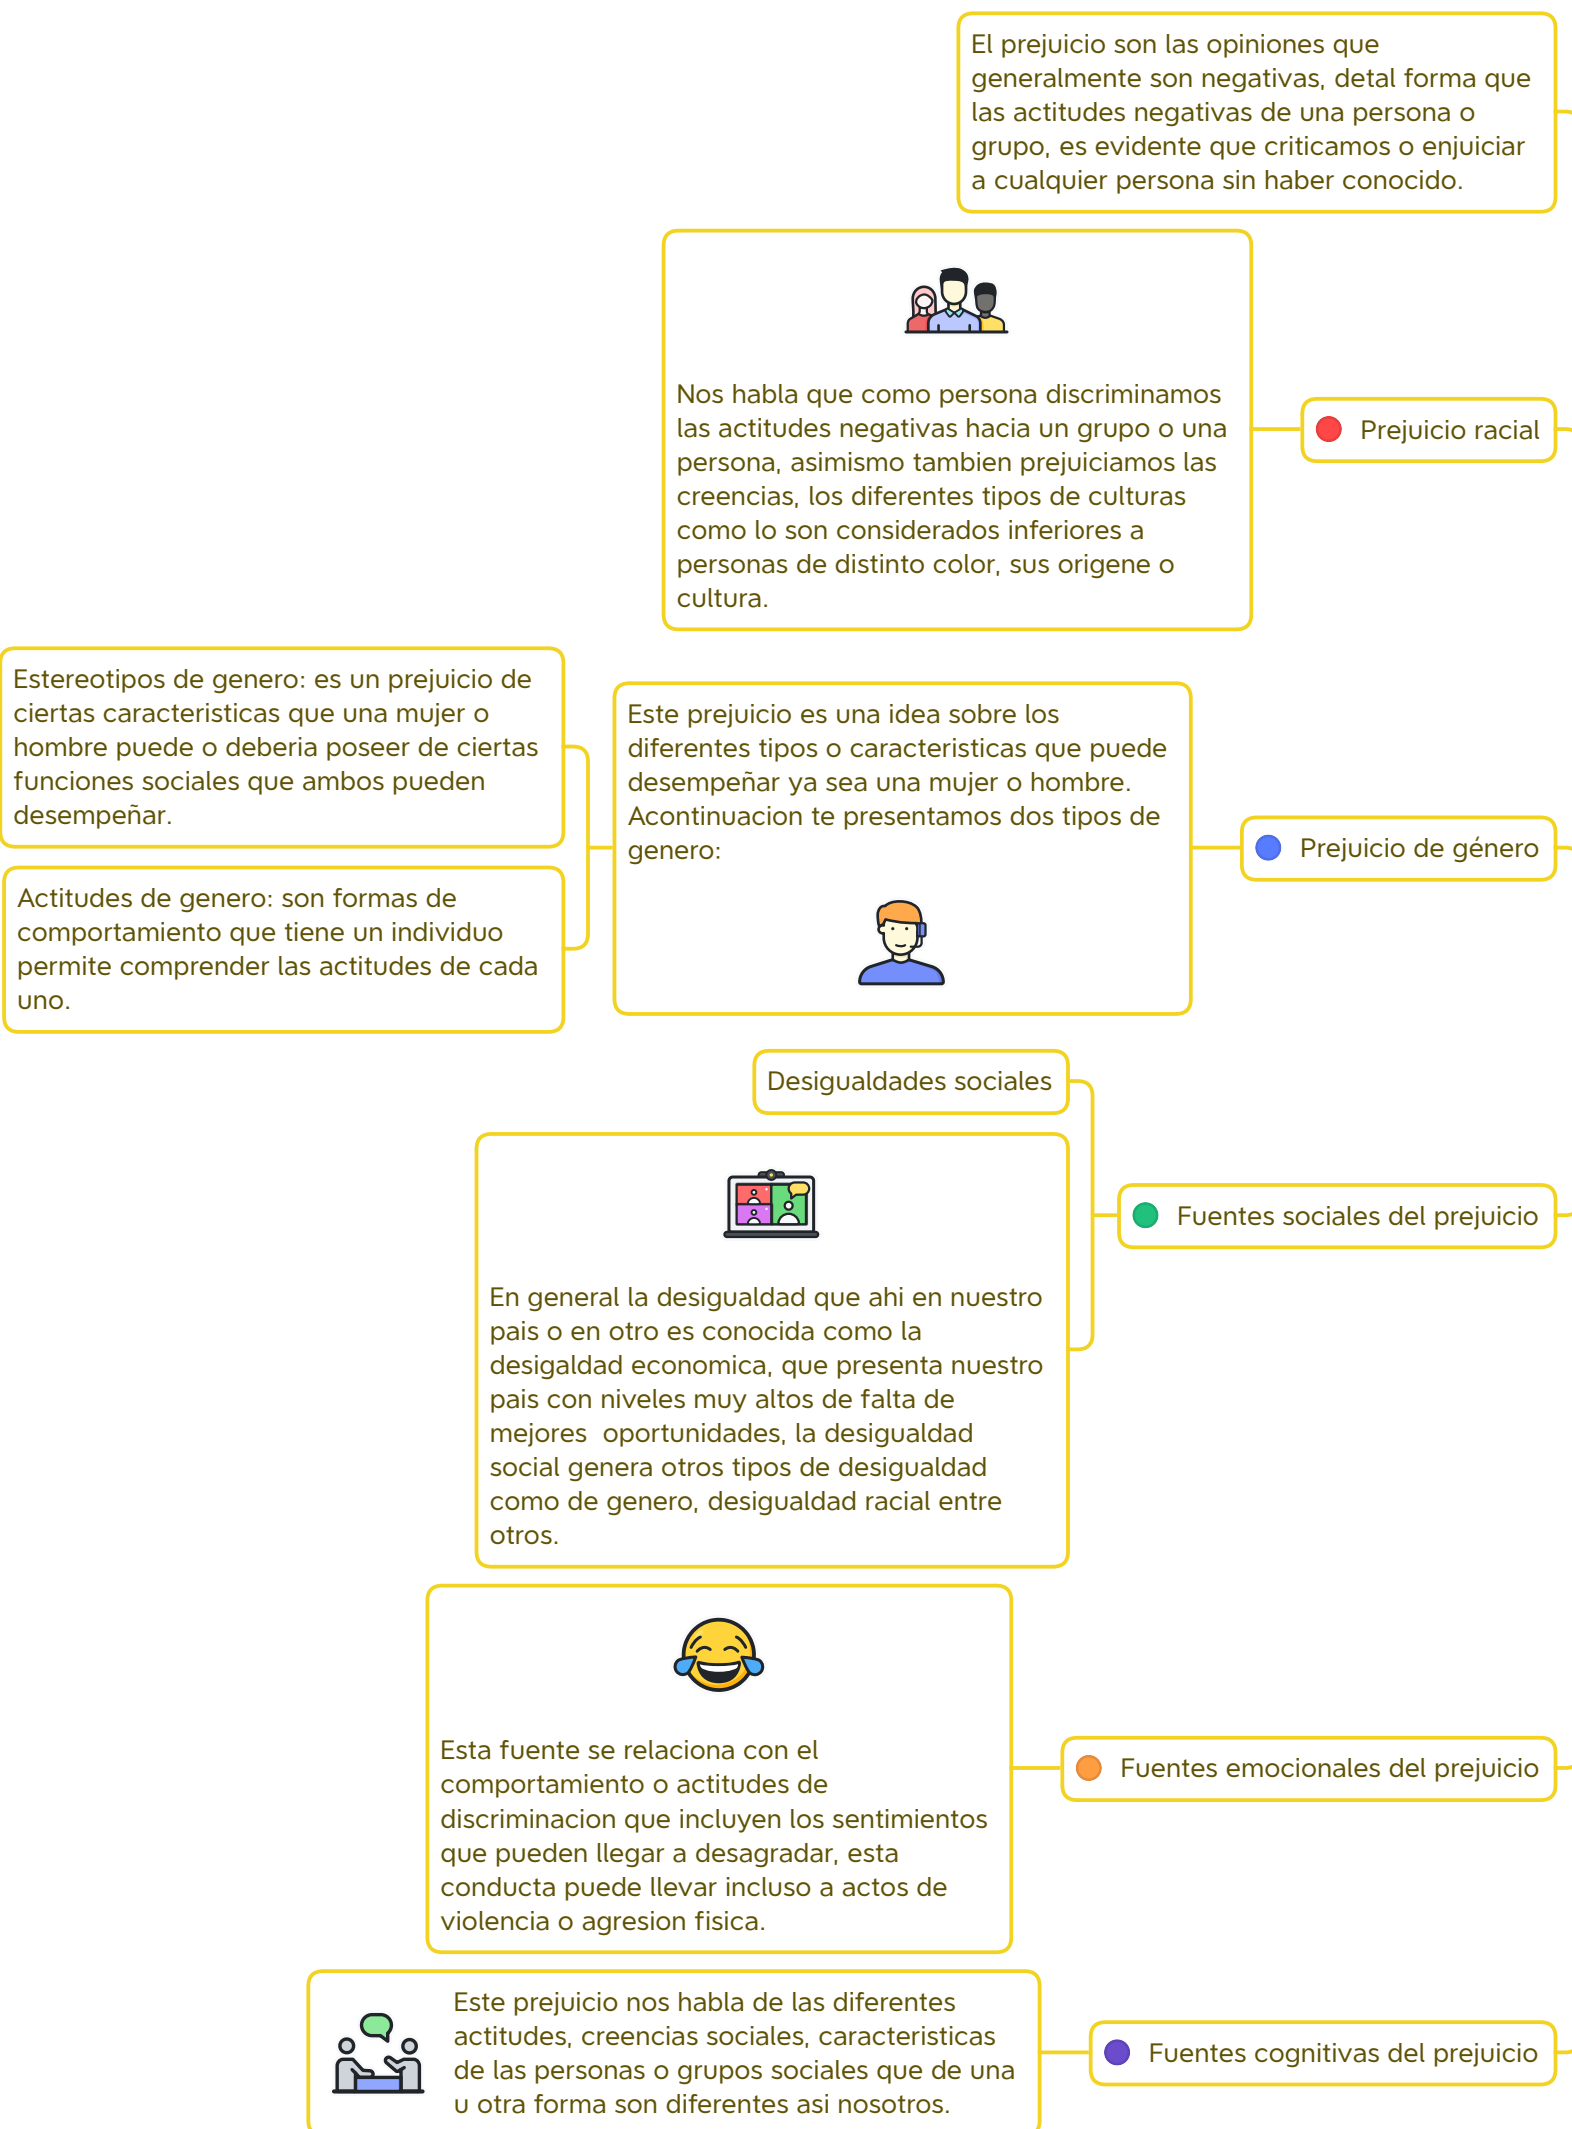 El prejuicio son las opiniones que
generalmente son negativas, detal forma que
las actitudes negativas de una persona o
grupo, es evidente que criticamos o enjuiciar
a cualquier persona sin haber conocido.
Prejuicio racial
Nos habla que como persona discriminamos
las actitudes negativas hacia un grupo o una
persona, asimismo tambien prejuiciamos las
creencias, los diferentes tipos de culturas
como lo son considerados inferiores a
personas de distinto color, sus origene o
cultura.
Prejuicio de género
Este prejuicio es una idea sobre los
diferentes tipos o caracteristicas que puede
desempeñar ya sea una mujer o hombre.
Acontinuacion te presentamos dos tipos de
genero:
Estereotipos de genero: es un prejuicio de
ciertas caracteristicas que una mujer o
hombre puede o deberia poseer de ciertas
funciones sociales que ambos pueden
desempeñar.
Actitudes de genero: son formas de
comportamiento que tiene un individuo
permite comprender las actitudes de cada
uno.
Fuentes sociales del prejuicio
Desigualdades sociales
En general la desigualdad que ahi en nuestro
pais o en otro es conocida como la
desigaldad economica, que presenta nuestro
pais con niveles muy altos de falta de
mejores  oportunidades, la desigualdad
social genera otros tipos de desigualdad
como de genero, desigualdad racial entre
otros.
Fuentes emocionales del prejuicio
Esta fuente se relaciona con el
comportamiento o actitudes de
discriminacion que incluyen los sentimientos
que pueden llegar a desagradar, esta
conducta puede llevar incluso a actos de
violencia o agresion fisica.
Fuentes cognitivas del prejuicio
Este prejuicio nos habla de las diferentes
actitudes, creencias sociales, caracteristicas
de las personas o grupos sociales que de una
u otra forma son diferentes asi nosotros.